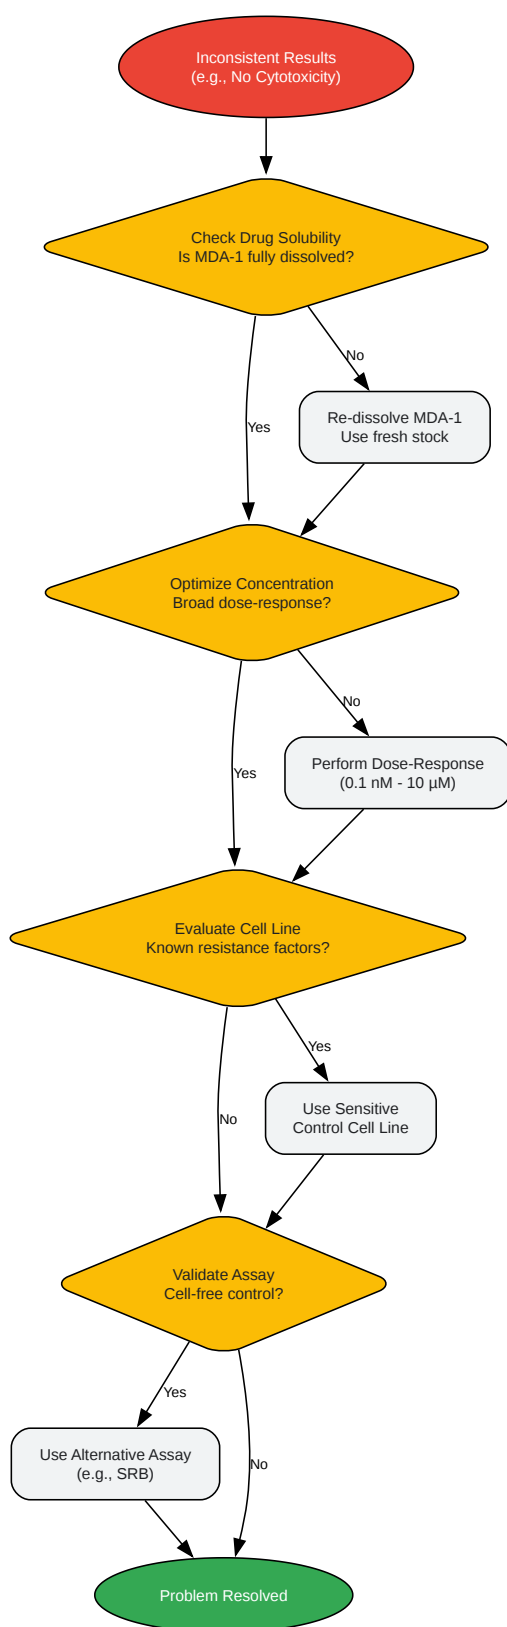 Inconsistent Results
(e.g., No Cytotoxicity)
Check Drug Solubility
Is MDA-1 fully dissolved?
No
Re-dissolve MDA-1
Use fresh stock
Yes
Optimize Concentration
Broad dose-response?
No
Perform Dose-Response
(0.1 nM - 10 µM)
Yes
Evaluate Cell Line
Known resistance factors?
Yes
Use Sensitive
Control Cell Line
No
Validate Assay
Cell-free control?
Yes
Use Alternative Assay
(e.g., SRB)
No
Problem Resolved